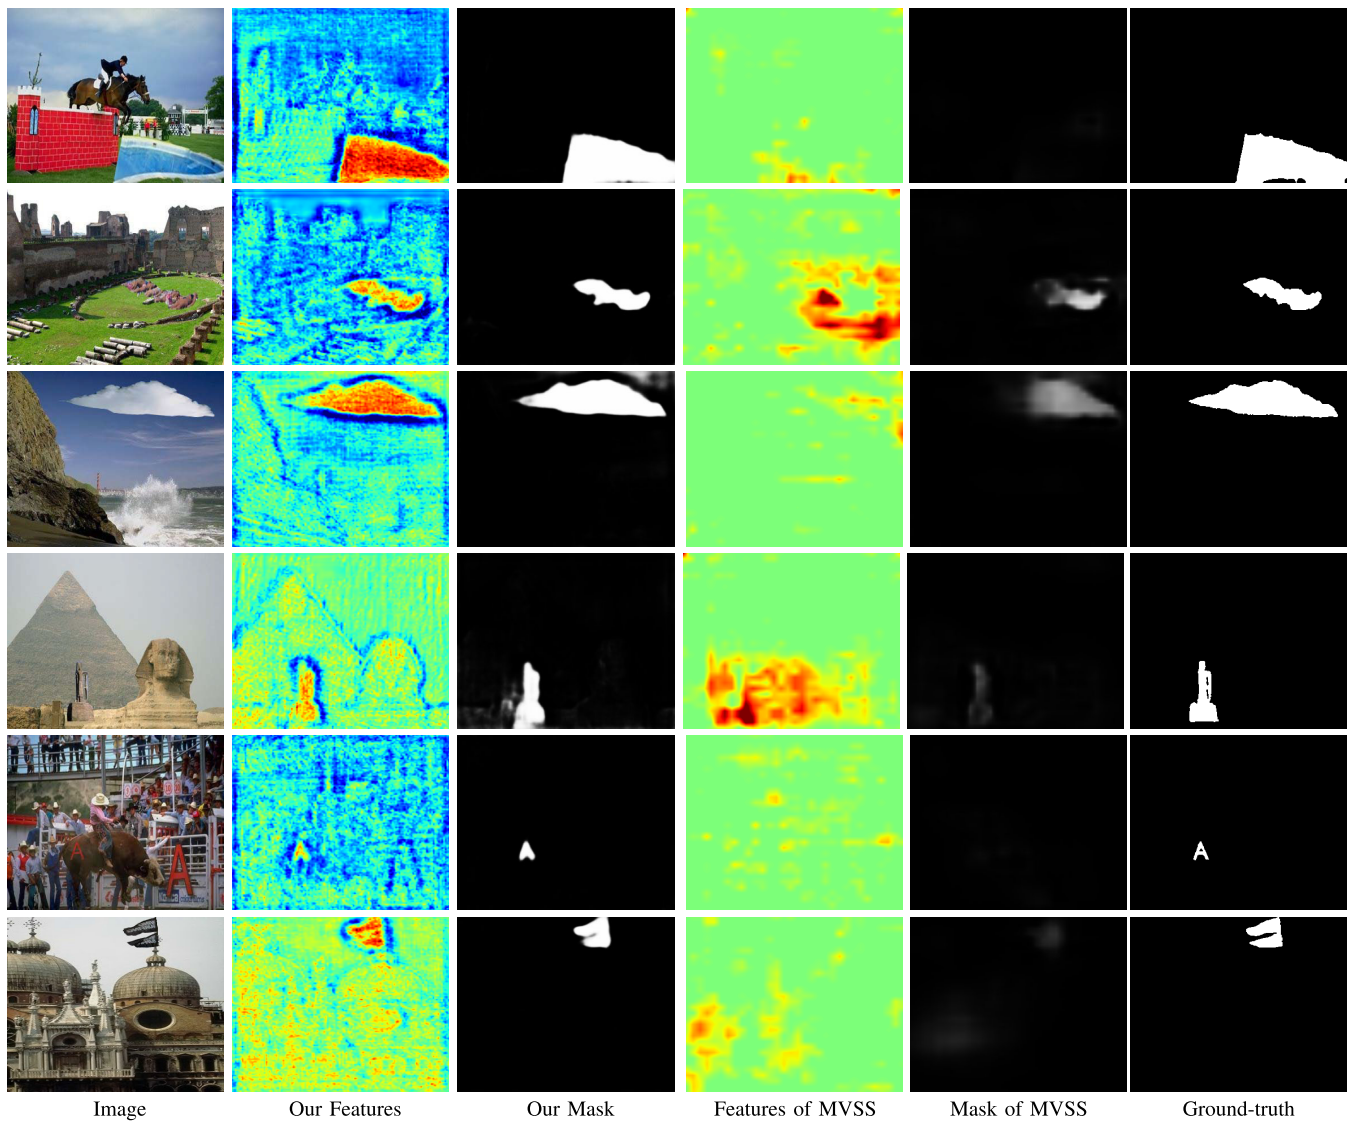 A
A
A
Image
Our Features
Our Mask
Features of MVSS
Mask of MVSS
Ground-truth